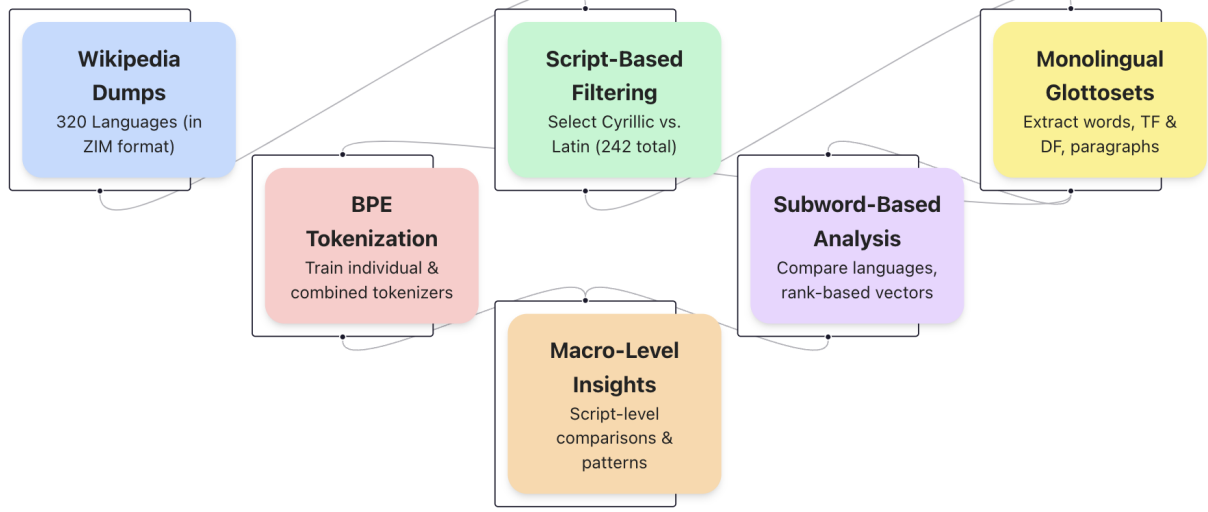 Wikipedia
Dumps
320 Languages (in
ZIM format)
Script-Based
Filtering
Select Cyrillic vs.
Latin (242 total)
Monolingual
Glottosets
Extract words, TF &
DF, paragraphs
BPE
Tokenization
Train individual &
combined tokenizers
Subword-Based
Analysis
Compare languages,
rank-based vectors
Macro-Level
Insights
Script-level
comparisons &
patterns